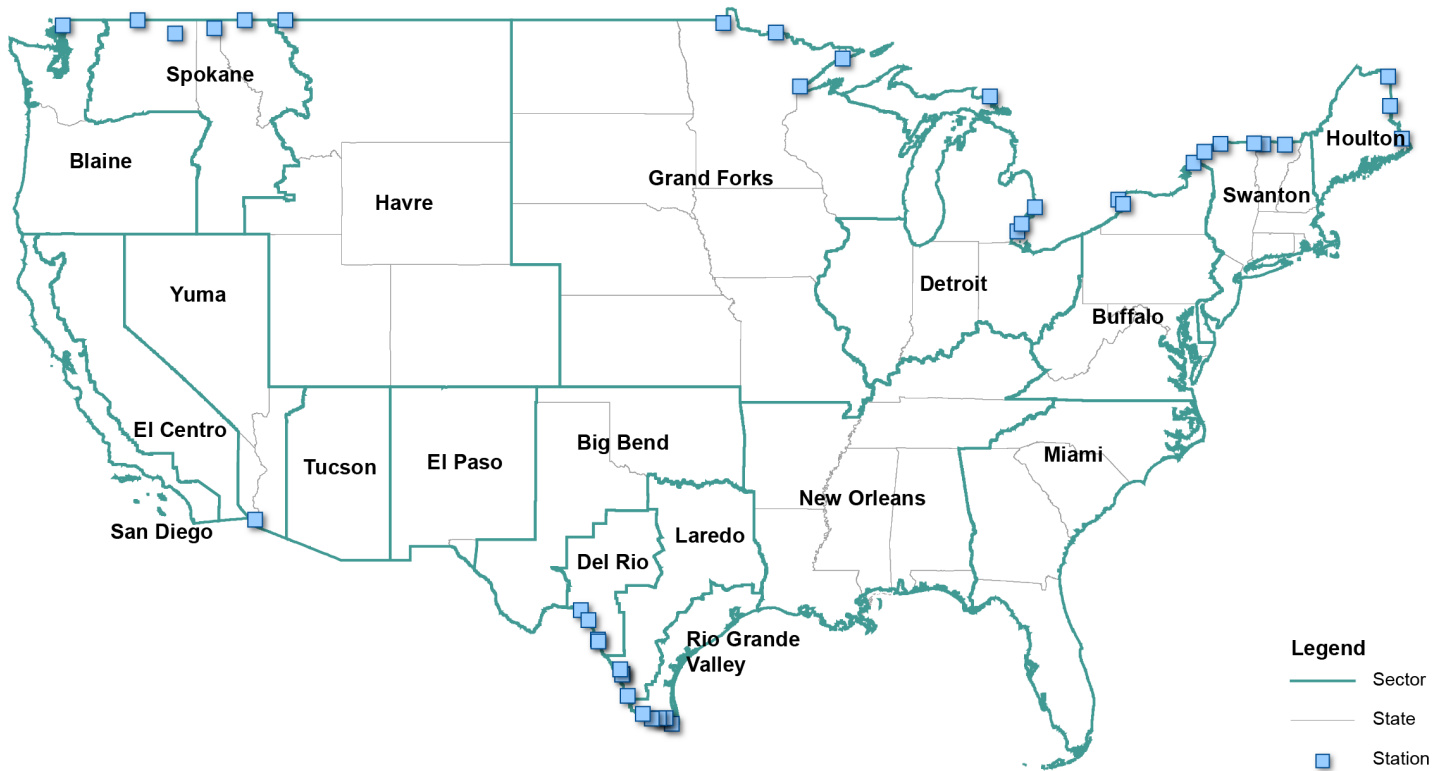 Spokane
Houlton
Blaine
Grand Forks
Swanton
Havre
Detroit
Yuma
Buffalo
El Centro
Big Bend
Miami
El Paso
Tucson
New Orleans
San Diego
Laredo
Del Rio
Rio Grande
Valley
Legend
Sector
State
Station